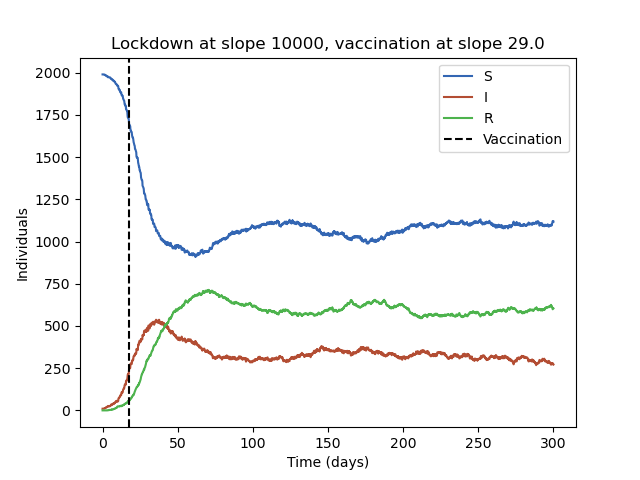 Lockdown at slope 10000, vaccination at slope 29.0
S
I
R
Vaccination
Individuals
2000
1750
1500
1250
1000
750
500
250
0
0 50 100 150 200 250 300
Time (days)